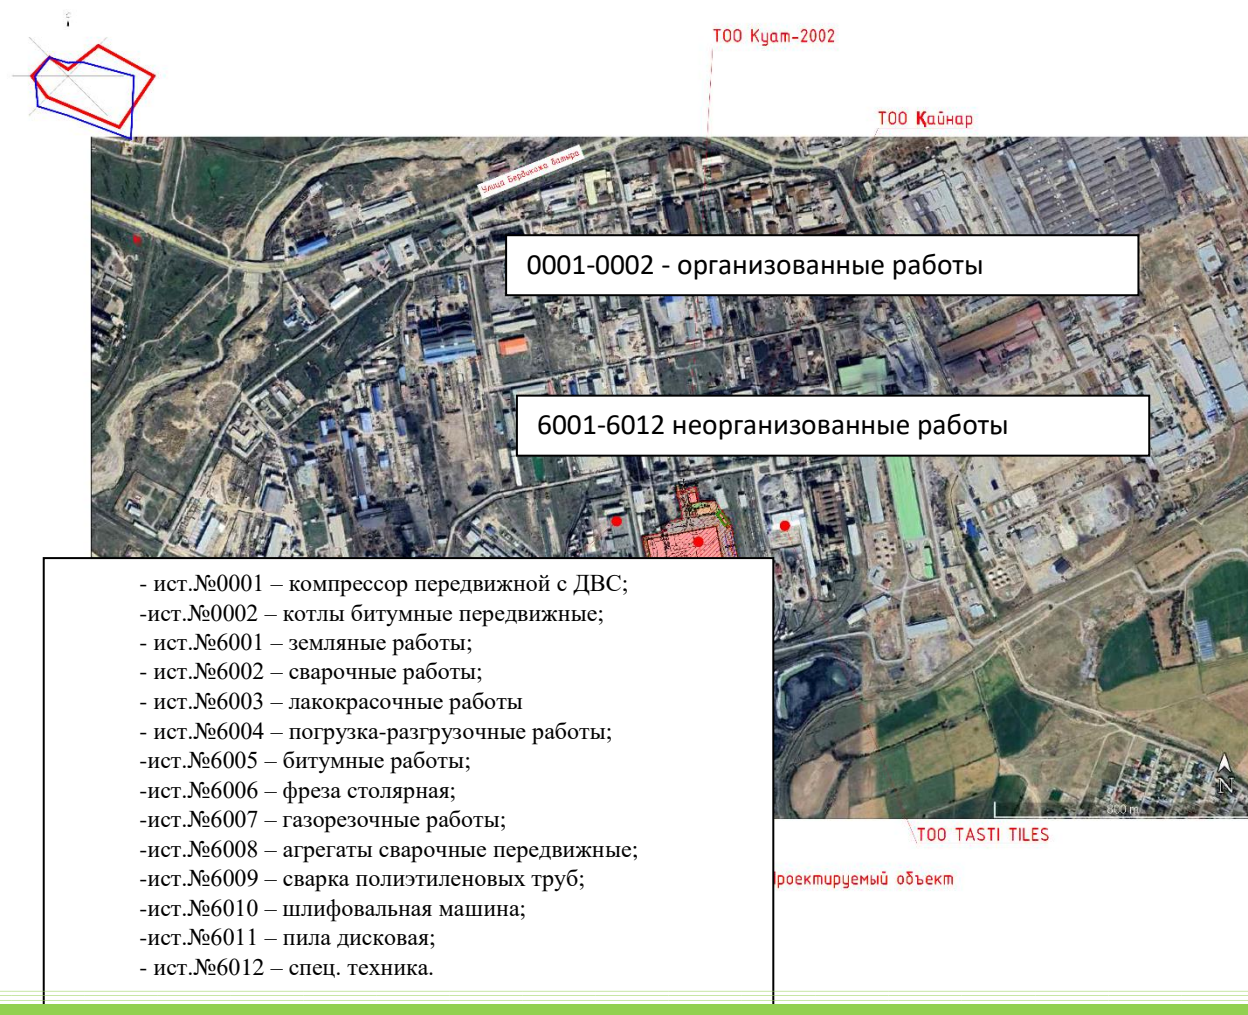 ТОО Куат-2002
ТОО Қайнар
Улица Бердикожа Батыра
0001-0002 - организованные работы
6001-6012 неорганизованные работы
- ист.№0001 – компрессор передвижной с ДВС;
-ист.№0002 – котлы битумные передвижные;
- ист.№6001 – земляные работы;
- ист.№6002 – сварочные работы;
- ист.№6003 – лакокрасочные работы
- ист.№6004 – погрузка-разгрузочные работы;
-ист.№6005 – битумные работы;
-ист.№6006 – фреза столярная;
-ист.№6007 – газорезочные работы;
-ист.№6008 – агрегаты сварочные передвижные;
-ист.№6009 – сварка полиэтиленовых труб;
-ист.№6010 – шлифовальная машина;
-ист.№6011 – пила дисковая;
- ист.№6012 – спец. техника.
N
800 m
ТОО TASTI TILES
роектируемый объект